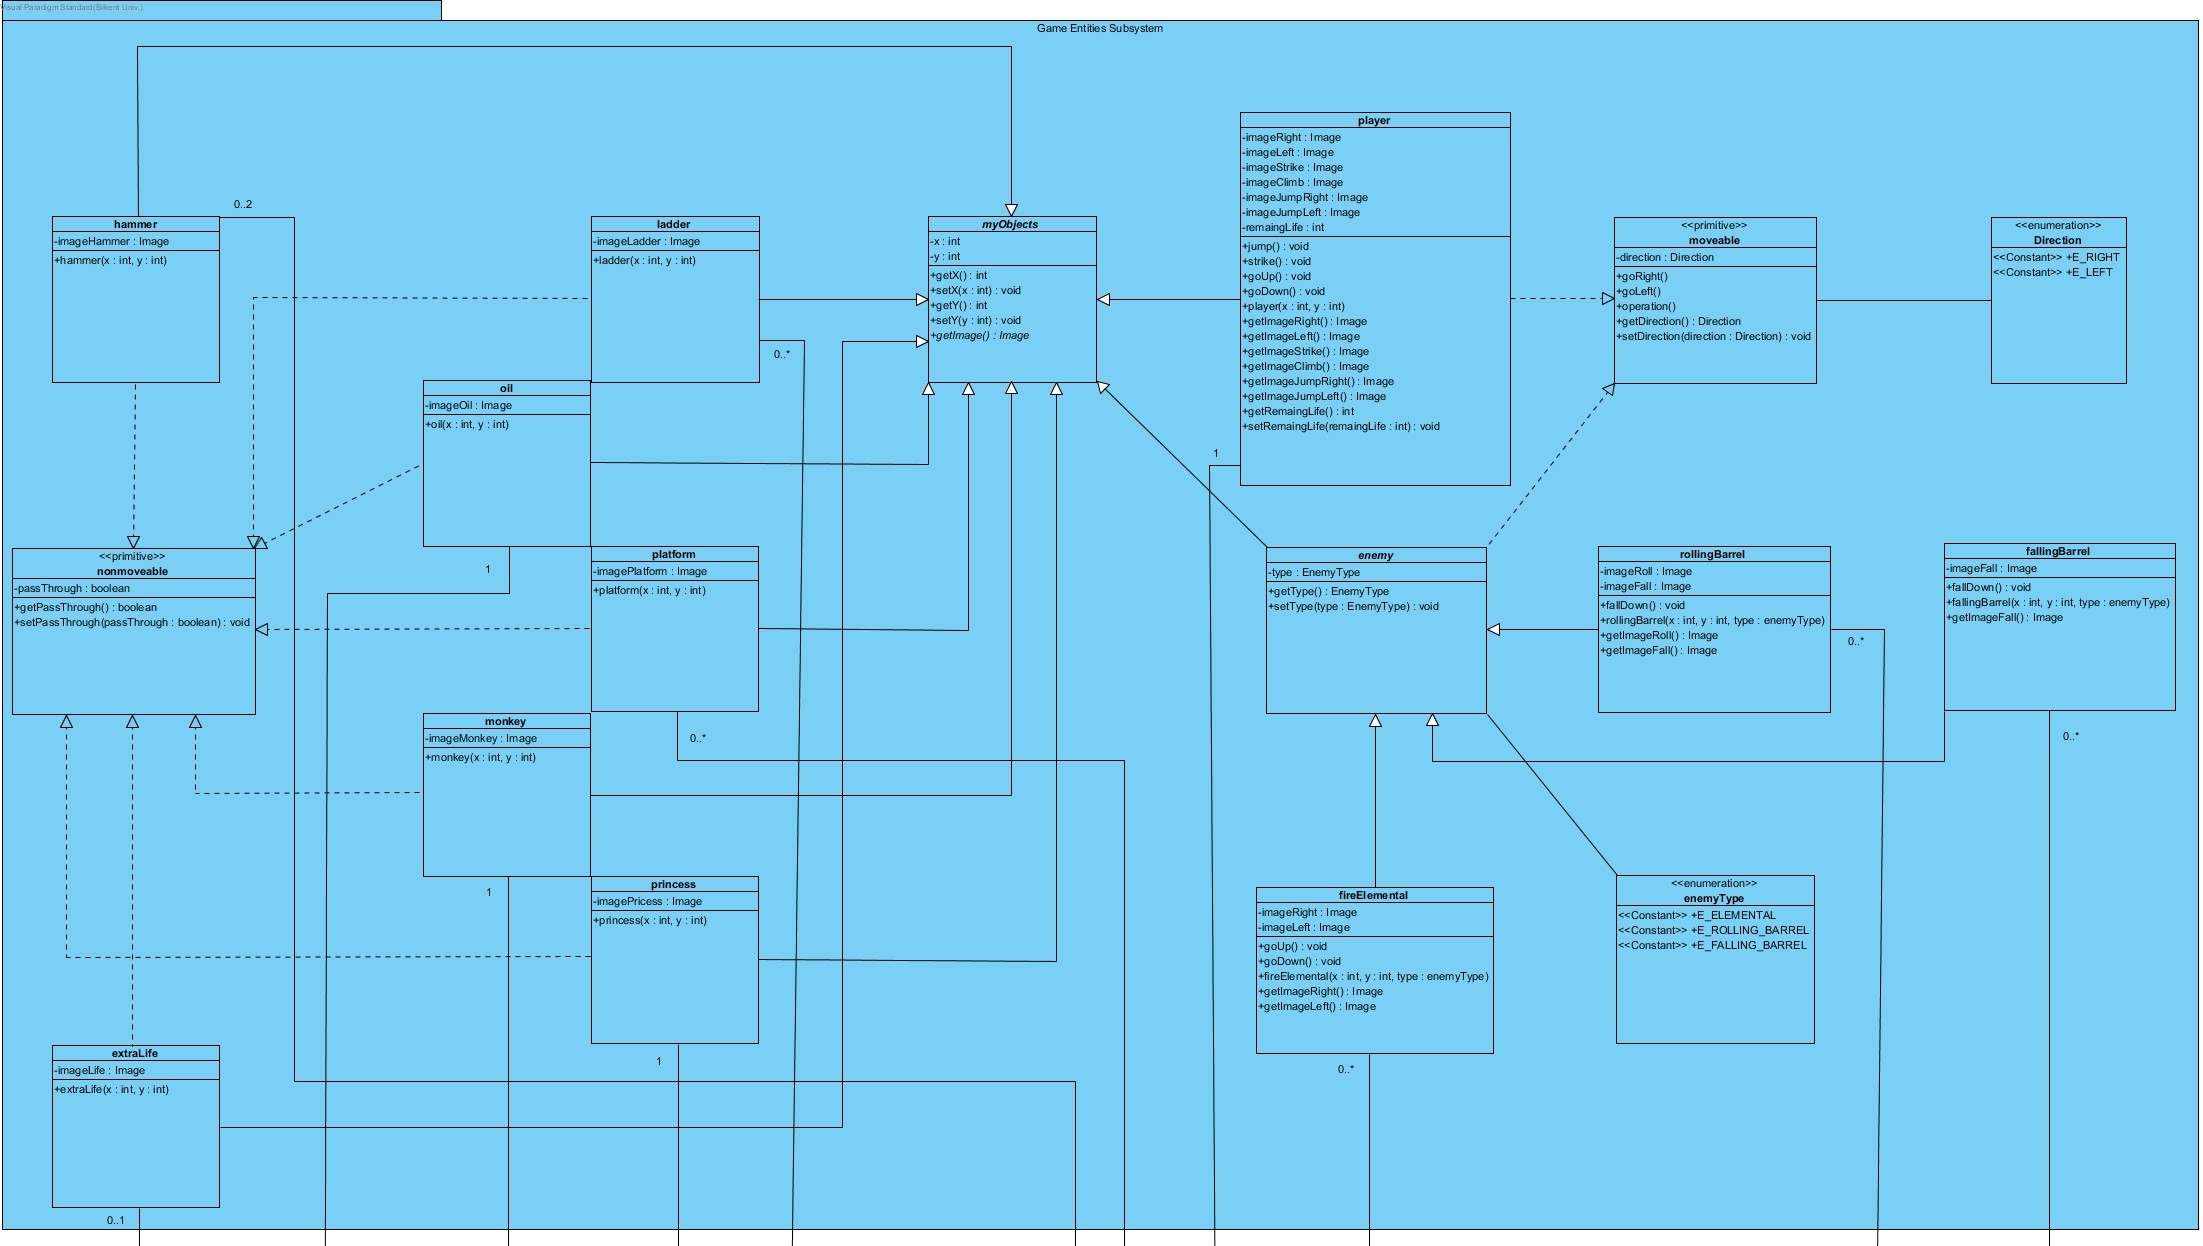 Visual Paradigm Standard(Bilkent Univ.)
Game Entities Subsystem
player
-imageRight : Image
-imageLeft : Image
-imageStrike : Image
-imageClimb : Image
-imageJumpRight : Image
-imageJumpLeft : Image
-remaingLife : int
+jump() : void
+strike() : void
+goUp() : void
+goDown() : void
+player(x : int, y : int)
+getImageRight() : Image
+getImageLeft() : Image
+getImageStrike() : Image
+getImageClimb() : Image
+getImageJumpRight() : Image
+getImageJumpLeft() : Image
+getRemaingLife() : int
+setRemaingLife(remaingLife : int) : void
1
0..2
hammer
-imageHammer : Image
+hammer(x : int, y : int)
ladder
-imageLadder : Image
+ladder(x : int, y : int)
0..*
myObjects
-x : int
-y : int
+getX() : int
+setX(x : int) : void
+getY() : int
+setY(y : int) : void
+getImage() : Image
<<primitive>>
moveable
-direction : Direction
+goRight()
+goLeft()
+operation()
+getDirection() : Direction
+setDirection(direction : Direction) : void
<<enumeration>>
Direction
<<Constant>> +E_RIGHT
<<Constant>> +E_LEFT
oil
-imageOil : Image
+oil(x : int, y : int)
1
<<primitive>>
nonmoveable
-passThrough : boolean
+getPassThrough() : boolean
+setPassThrough(passThrough : boolean) : void
platform
-imagePlatform : Image
+platform(x : int, y : int)
0..*
enemy
-type : EnemyType
+getType() : EnemyType
+setType(type : EnemyType) : void
rollingBarrel
-imageRoll : Image
-imageFall : Image
+fallDown() : void
+rollingBarrel(x : int, y : int, type : enemyType)
+getImageRoll() : Image
+getImageFall() : Image
0..*
fallingBarrel
-imageFall : Image
+fallDown() : void
+fallingBarrel(x : int, y : int, type : enemyType)
+getImageFall() : Image
0..*
monkey
-imageMonkey : Image
+monkey(x : int, y : int)
1
princess
-imagePricess : Image
+princess(x : int, y : int)
1
fireElemental
-imageRight : Image
-imageLeft : Image
+goUp() : void
+goDown() : void
+fireElemental(x : int, y : int, type : enemyType)
+getImageRight() : Image
+getImageLeft() : Image
0..*
<<enumeration>>
enemyType
<<Constant>> +E_ELEMENTAL
<<Constant>> +E_ROLLING_BARREL
<<Constant>> +E_FALLING_BARREL
extraLife
-imageLife : Image
+extraLife(x : int, y : int)
0..1